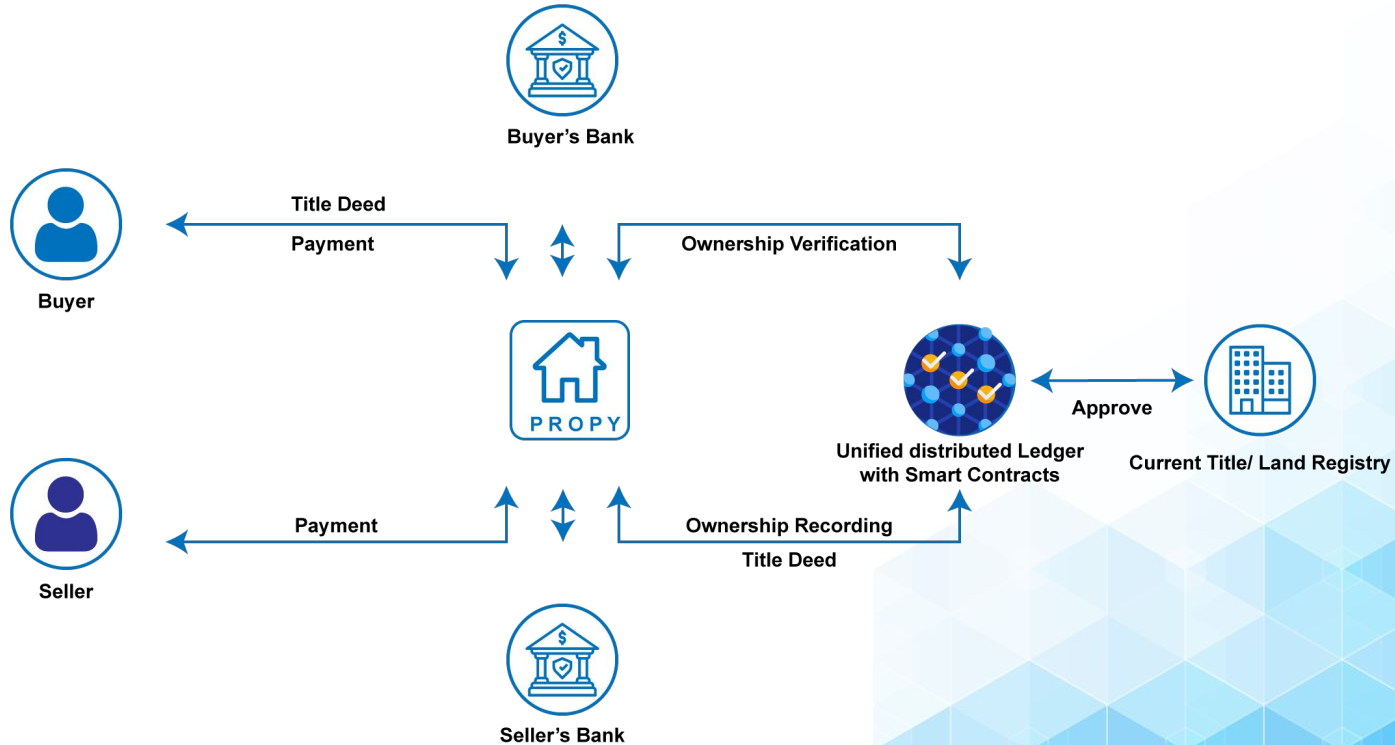 Buyer’s Bank
Title Deed
Payment
Ownership Verification
Buyer
PROPY
Approve
Unified distributed Ledger
with Smart Contracts
Current Title/ Land Registry
Payment
Ownership Recording
Title Deed
Seller
Seller’s Bank